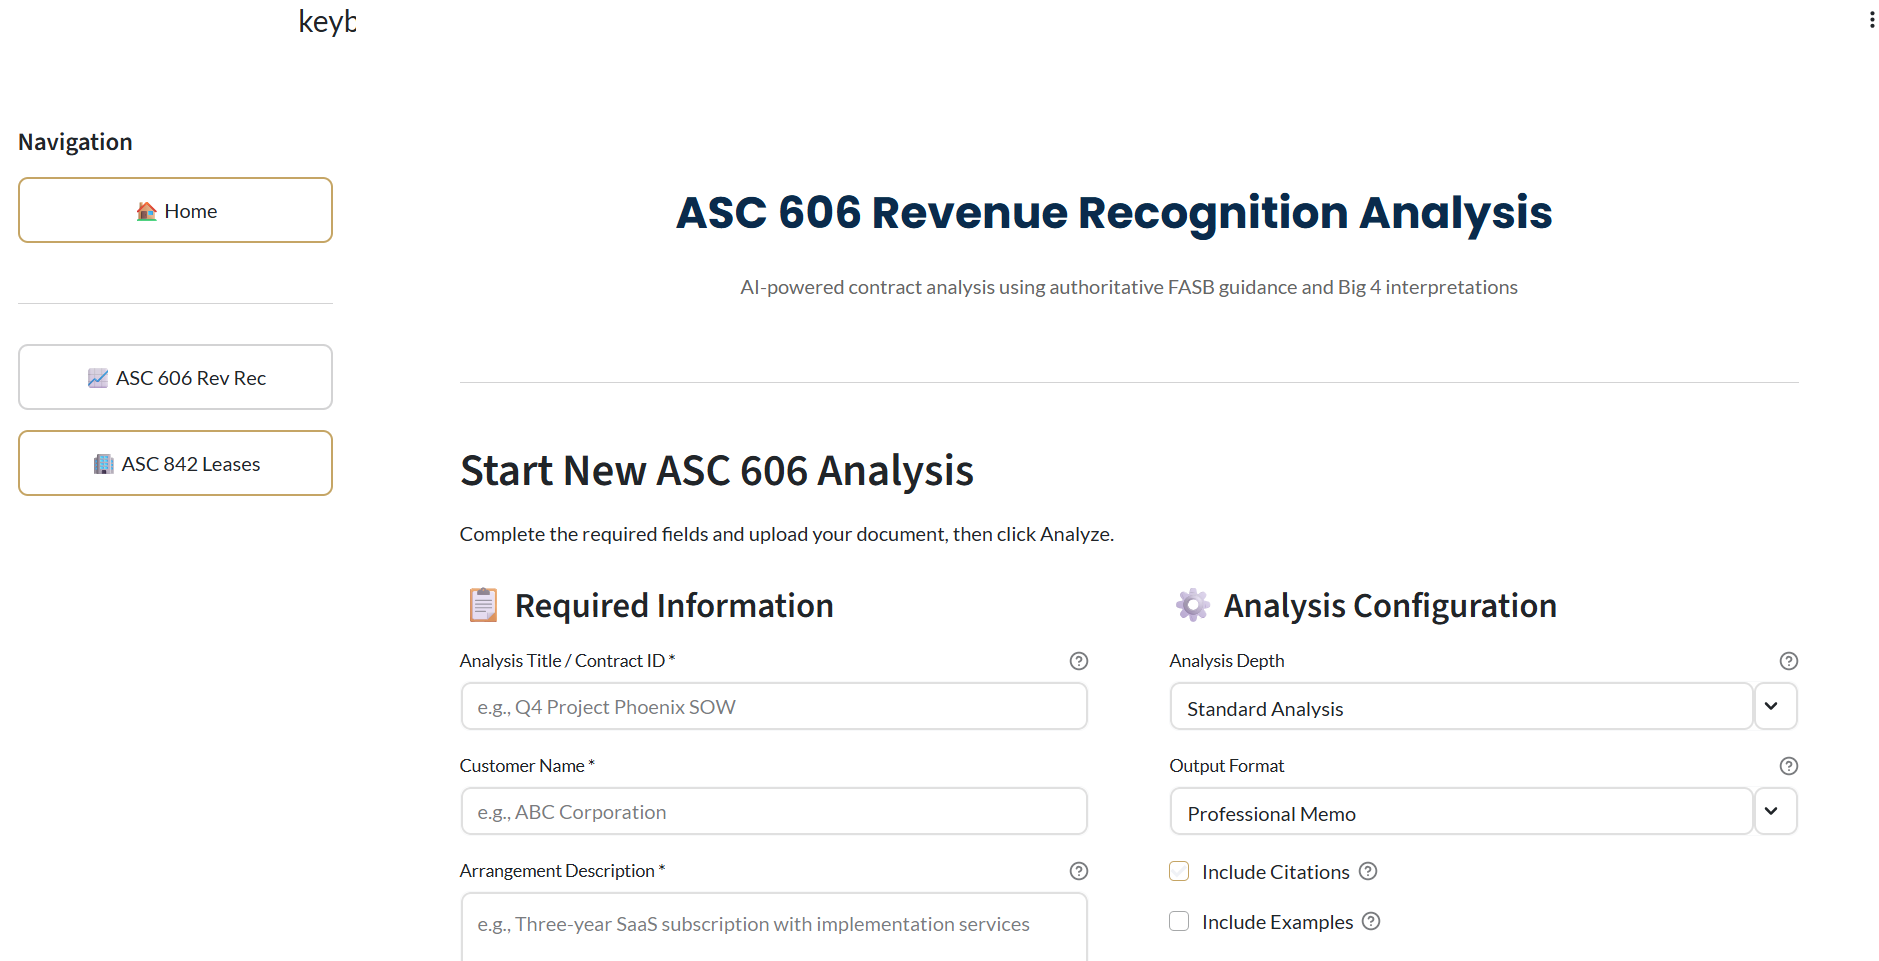 keyb
Navigation
Home
ASC 606 Rev Rec
ASC 842 Leases
ASC 606 Revenue Recognition Analysis
AI-powered contract analysis using authoritative FASB guidance and Big 4 interpretations
Start New ASC 606 Analysis
Complete the required fields and upload your document, then click Analyze.
Required Information
Analysis Title / Contract ID *
e.g., Q4 Project Phoenix SOW
Customer Name *
e.g., ABC Corporation
Arrangement Description *
e.g., Three-year SaaS subscription with implementation services
Analysis Configuration
Analysis Depth
Standard Analysis
Output Format
Professional Memo
Include Citations
Include Examples